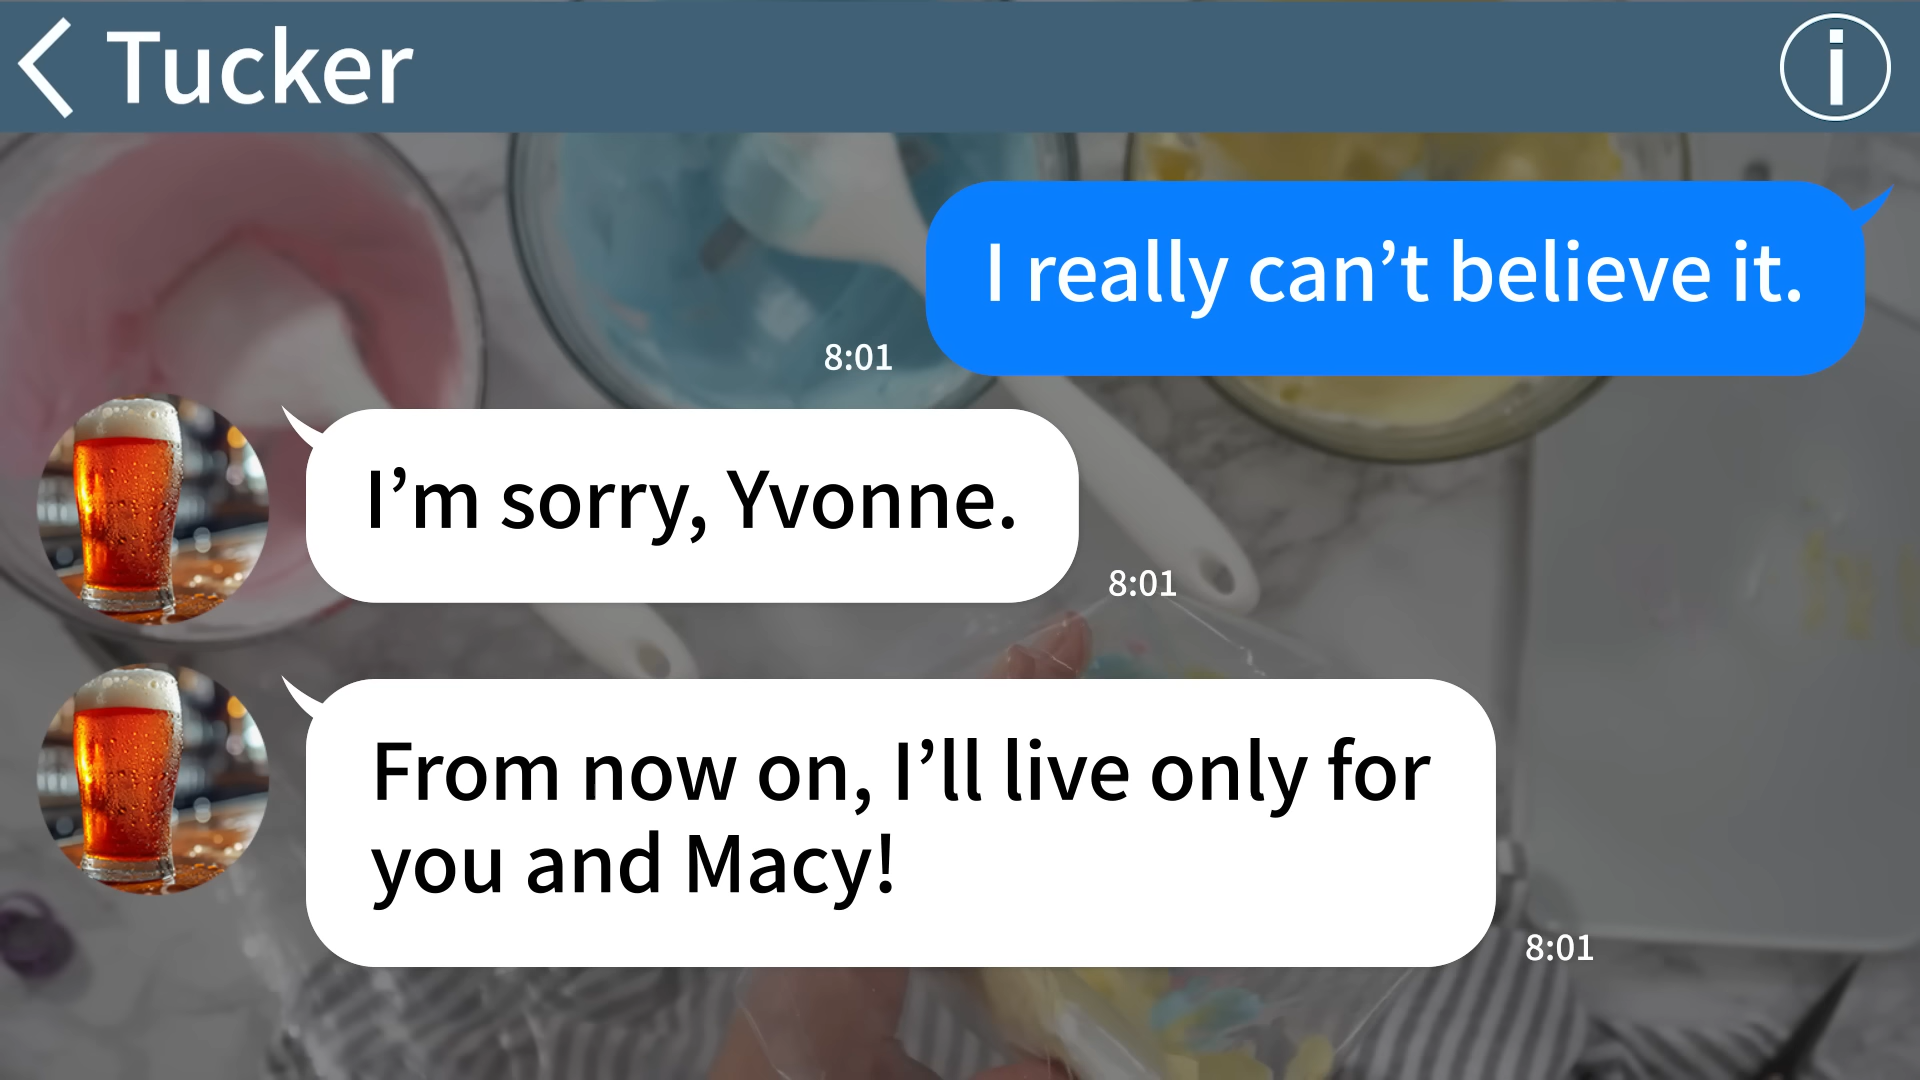 Tucker
I really can’t believe it.
8:01
I’m sorry, Yvonne.
8:01
From now on, I’ll live only for
you and Macy!
8:01